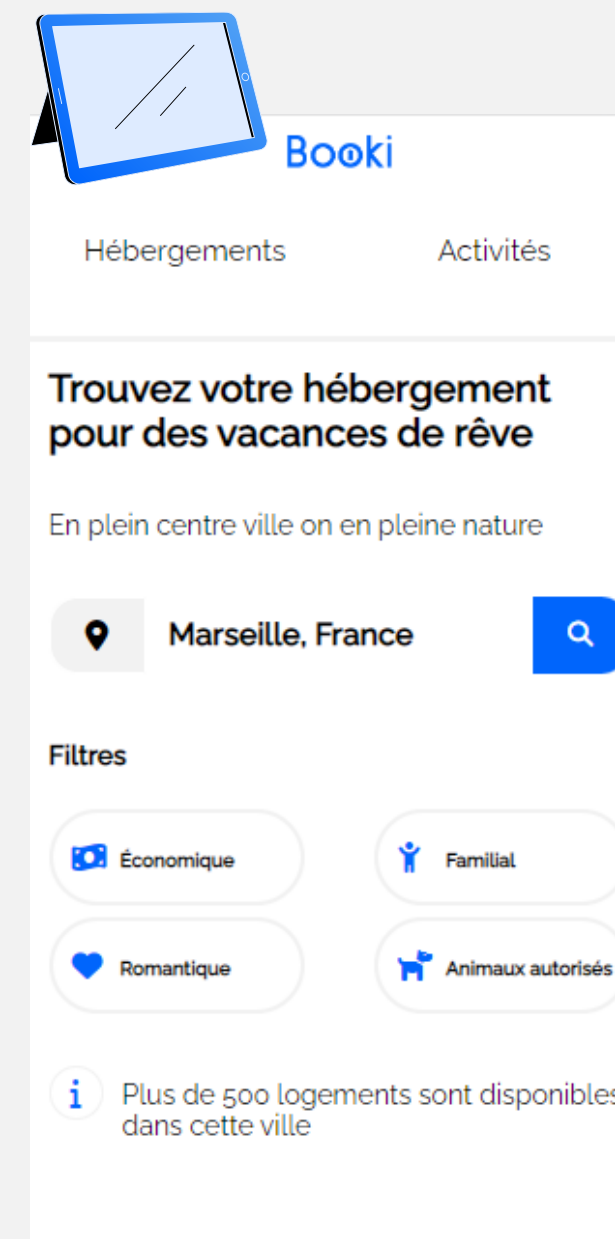 Booki
Hébergements Activités
Trouvez votre hébergement
pour des vacances de rêve
En plein centre ville on en pleine nature
Marseille, France
Filtres
Économique Familial
Romantique Animaux autorisés
i Plus de 500 logements sont disponibles
dans cette ville